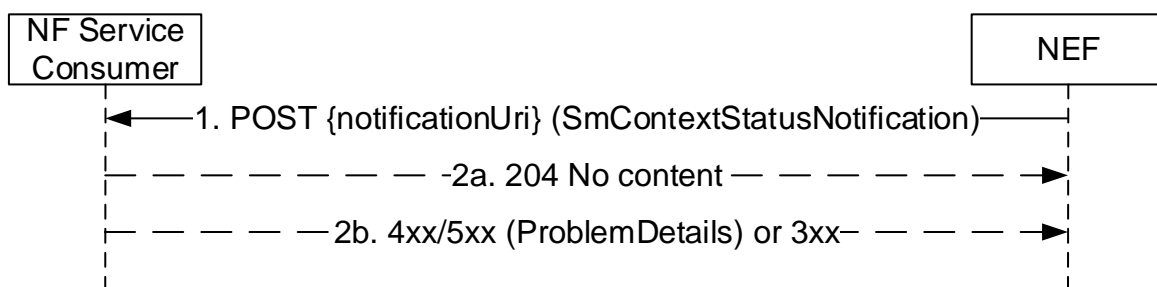 NF Service
Consumer
NEF
1. POST {notificationUri} (SmContextStatusNotification)
2a. 204 No content
2b. 4xx/5xx (ProblemDetails) or 3xx